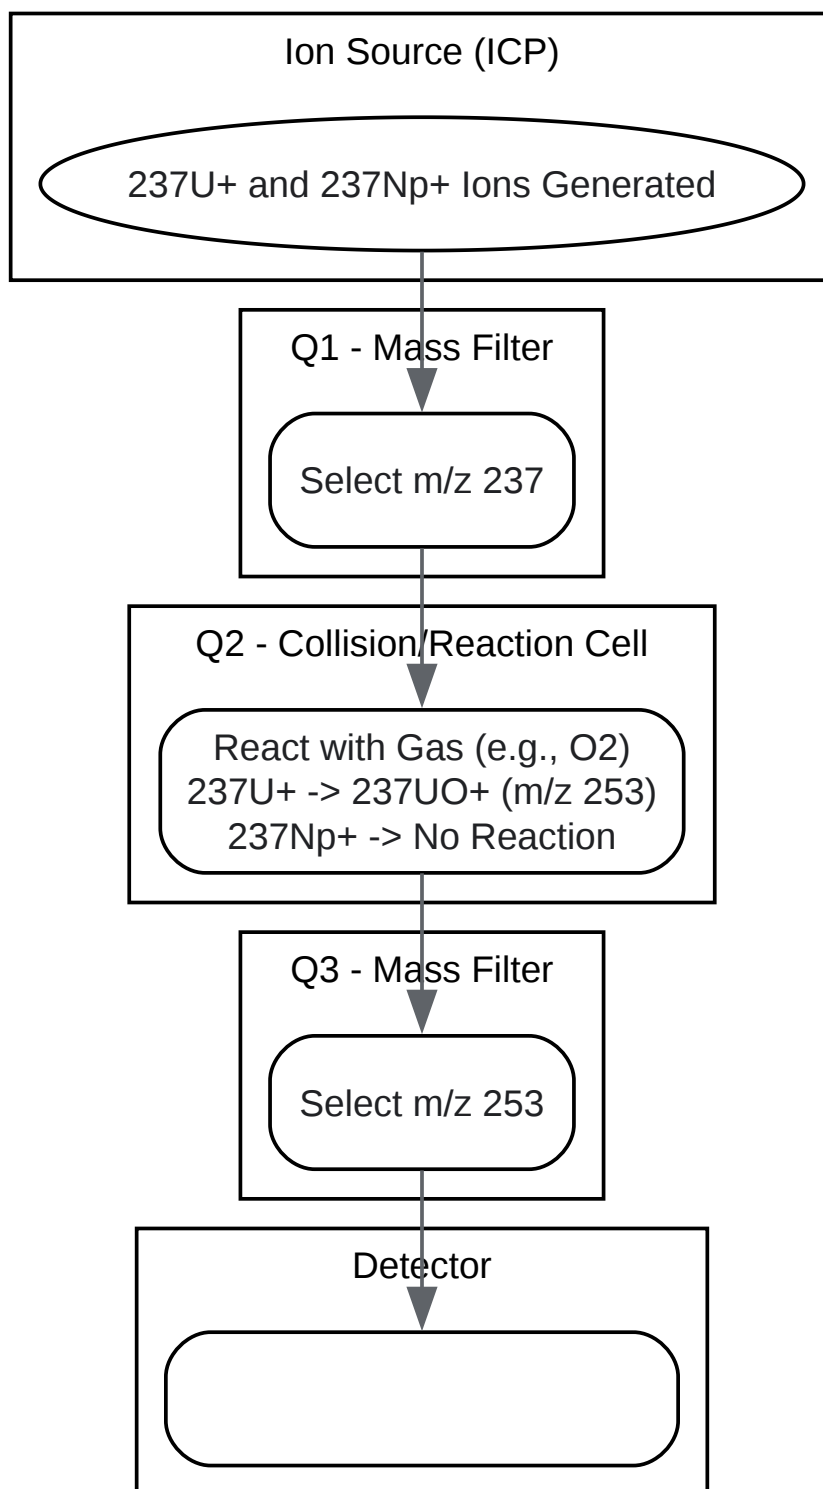 Ion Source (ICP)
237U+ and 237Np+ Ions Generated
Q1 - Mass Filter
Select m/z 237
Q2 - Collision/Reaction Cell
React with Gas (e.g., O2)
237U+ -> 237UO+ (m/z 253)
237Np+ -> No Reaction
Q3 - Mass Filter
Select m/z 253
Detector